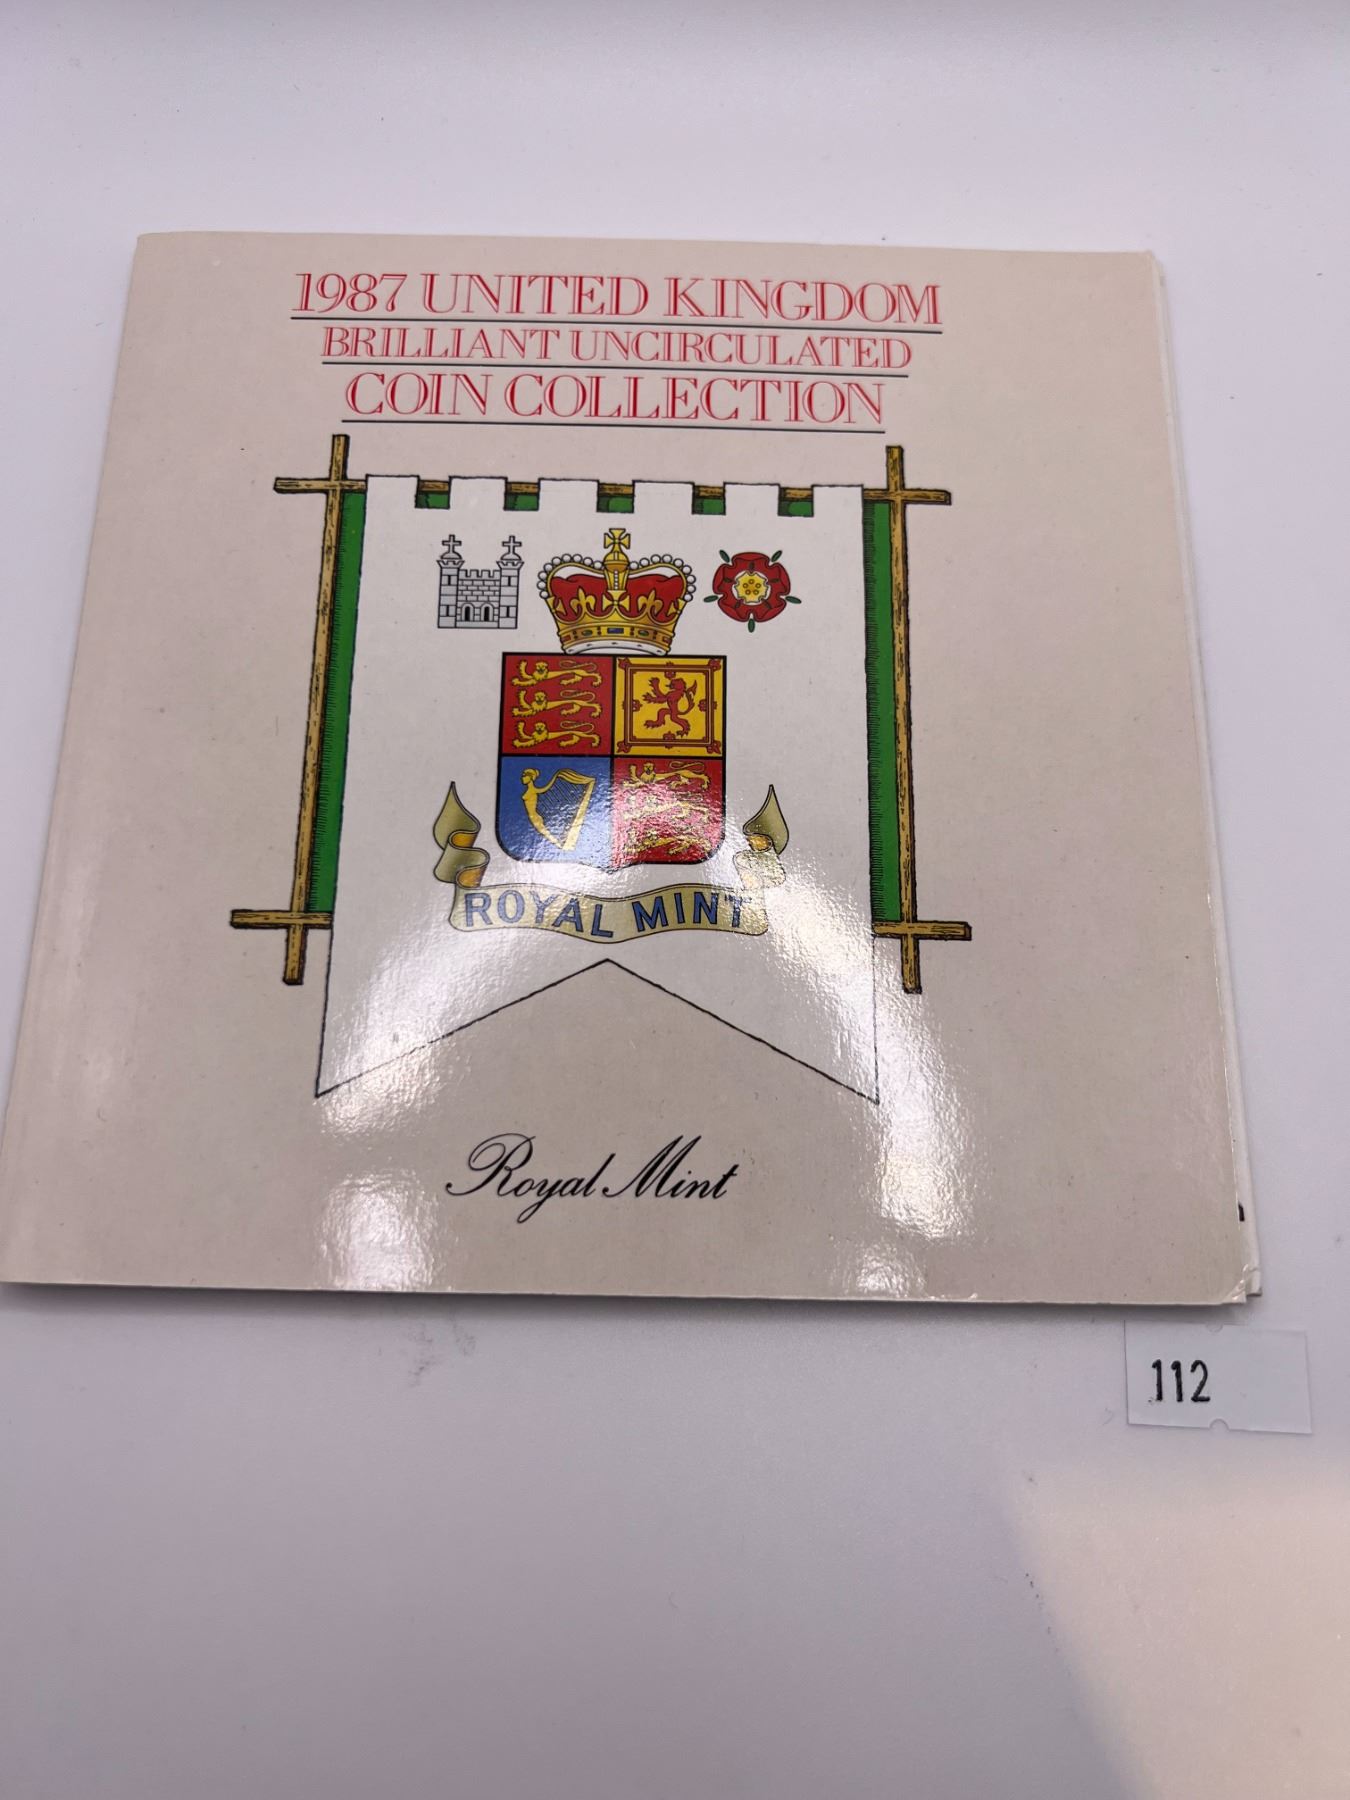 1987 UNITED KINGDOM
BRILLIANT UNCIRCULATED
COIN COLLECTION
ROYAL MINT
Royal Mint
112